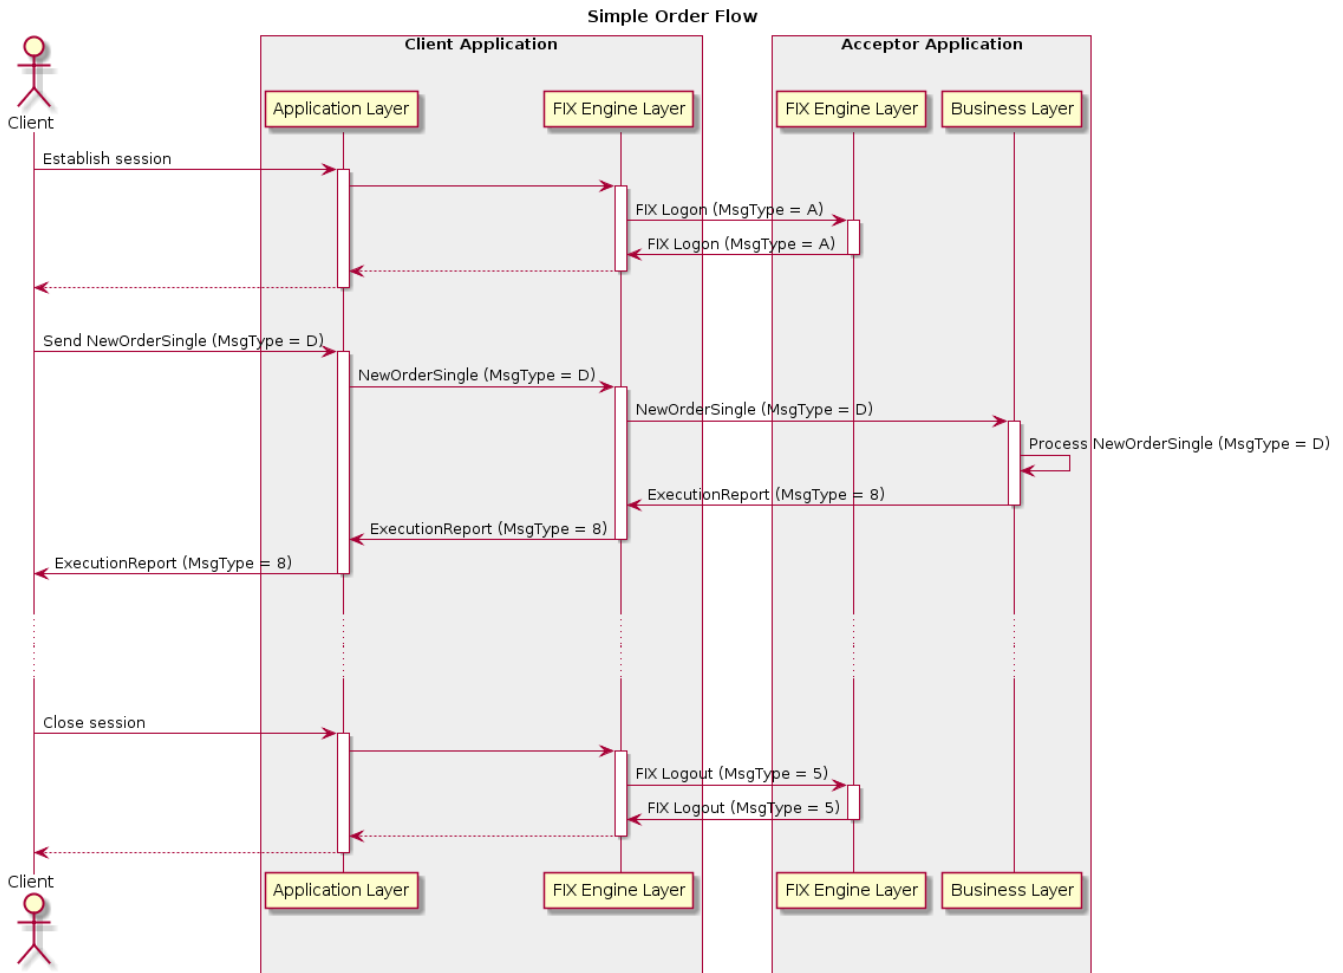 Simple Order Flow
Client Application
Acceptor Application
Client
Application Layer
FIX Engine Layer
FIX Engine Layer
Business Layer
Establish session
FIX Logon (MsgType = A)
FIX Logon (MsgType = A)
Send NewOrderSingle (MsgType = D)
NewOrderSingle (MsgType = D)
NewOrderSingle (MsgType = D)
Process NewOrderSingle (MsgType = D)
ExecutionReport (MsgType = 8)
ExecutionReport (MsgType = 8)
ExecutionReport (MsgType = 8)
Close session
FIX Logout (MsgType = 5)
FIX Logout (MsgType = 5)
Client
Application Layer
FIX Engine Layer
FIX Engine Layer
Business Layer